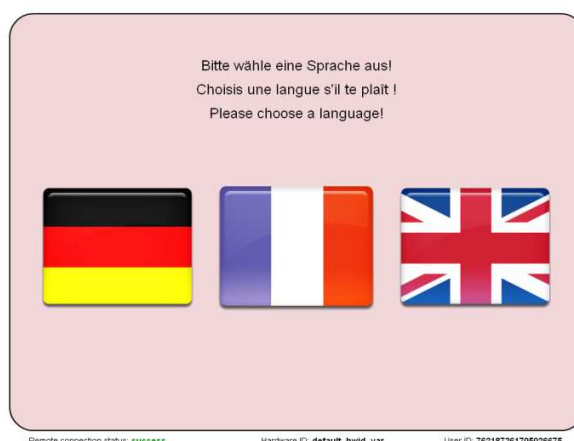 Bitte wähle eine Sprache aus!
Choisis une langue s'il te plaît !
Please choose a language!
Remote connection status: success
Hardware ID: default_hwid_var
User ID: